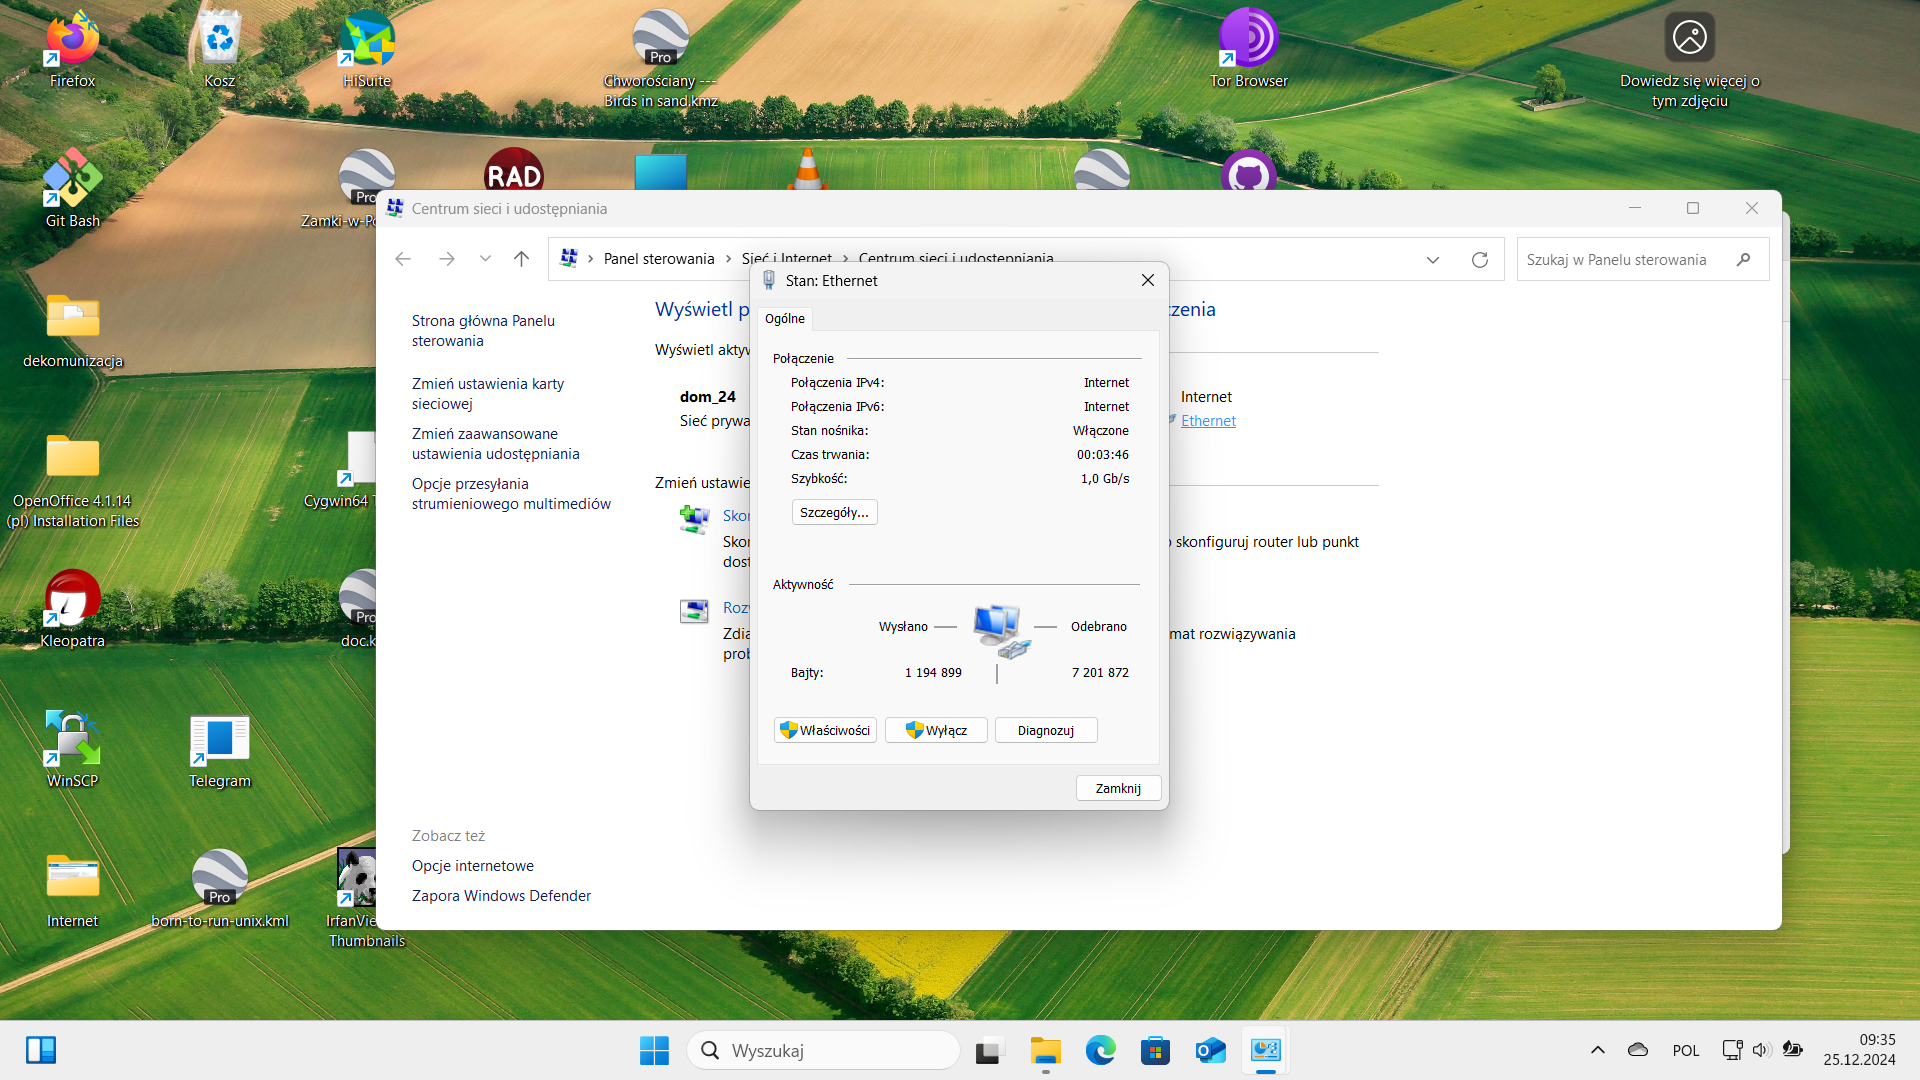 Firefox
Kosz
HiSuite
Pro
Chworościany ---
Birds in sand.kmz
Tor Browser
Dowiedz się więcej o
tym zdjęciu
Git Bash
Pro
Zamki-w-Po
RAD
Centrum sieci i udostępniania
Panel sterowania
Sieć i Internet
Centrum sieci i udostępniania
Szukaj w Panelu sterowania
dekomunizacja
OpenOffice 4.1.14
(pl) Installation Files
Cygwin64 T
Kleopatra
Pro
doc.k
WinSCP
Telegram
Internet
Pro
born-to-run-unix.kml
IrfanVie
Thumbnails
Strona główna Panelu
sterowania
Zmień ustawienia karty
sieciowej
Zmień zaawansowane
ustawienia udostępniania
Opcje przesyłania
strumieniowego multimediów
Zobacz też
Opcje internetowe
Zapora Windows Defender
Wyświetl p
czenia
Wyświetl aktyw
dom_24
Sieć prywa
Internet
Ethernet
Zmień ustawie
Skon
Skon
o skonfiguruj router lub punkt
dost
Rozw
Zdia
mat rozwiązywania
prob
Stan: Ethernet
Ogólne
Połączenie
Połączenia IPv4: Internet
Połączenia IPv6: Internet
Stan nośnika: Włączone
Czas trwania: 00:03:46
Szybkość: 1,0 Gb/s
Szczegóły...
Aktywność
Wysłano — Odebrano
Bajty: 1 194 899 7 201 872
Właściwości
Wyłącz
Diagnozuj
Zamknij
Wyszukaj
POL
09:35
25.12.2024